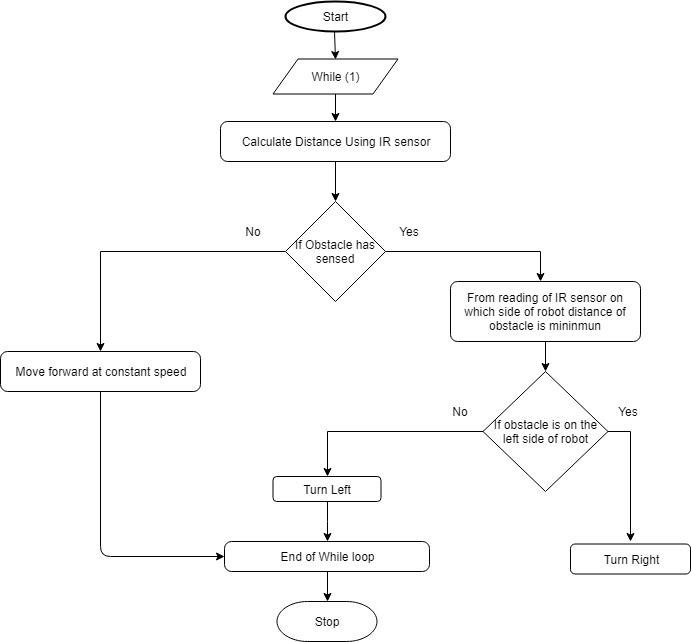 Start
While (1)
Calculate Distance Using IR sensor
No
Yes
If Obstacle has
sensed
From reading of IR sensor on
which side of robot distance of
obstacle is mininmun
Move forward at constant speed
No
Yes
If obstacle is on the
left side of robot
Turn Left
End of While loop
Turn Right
Stop